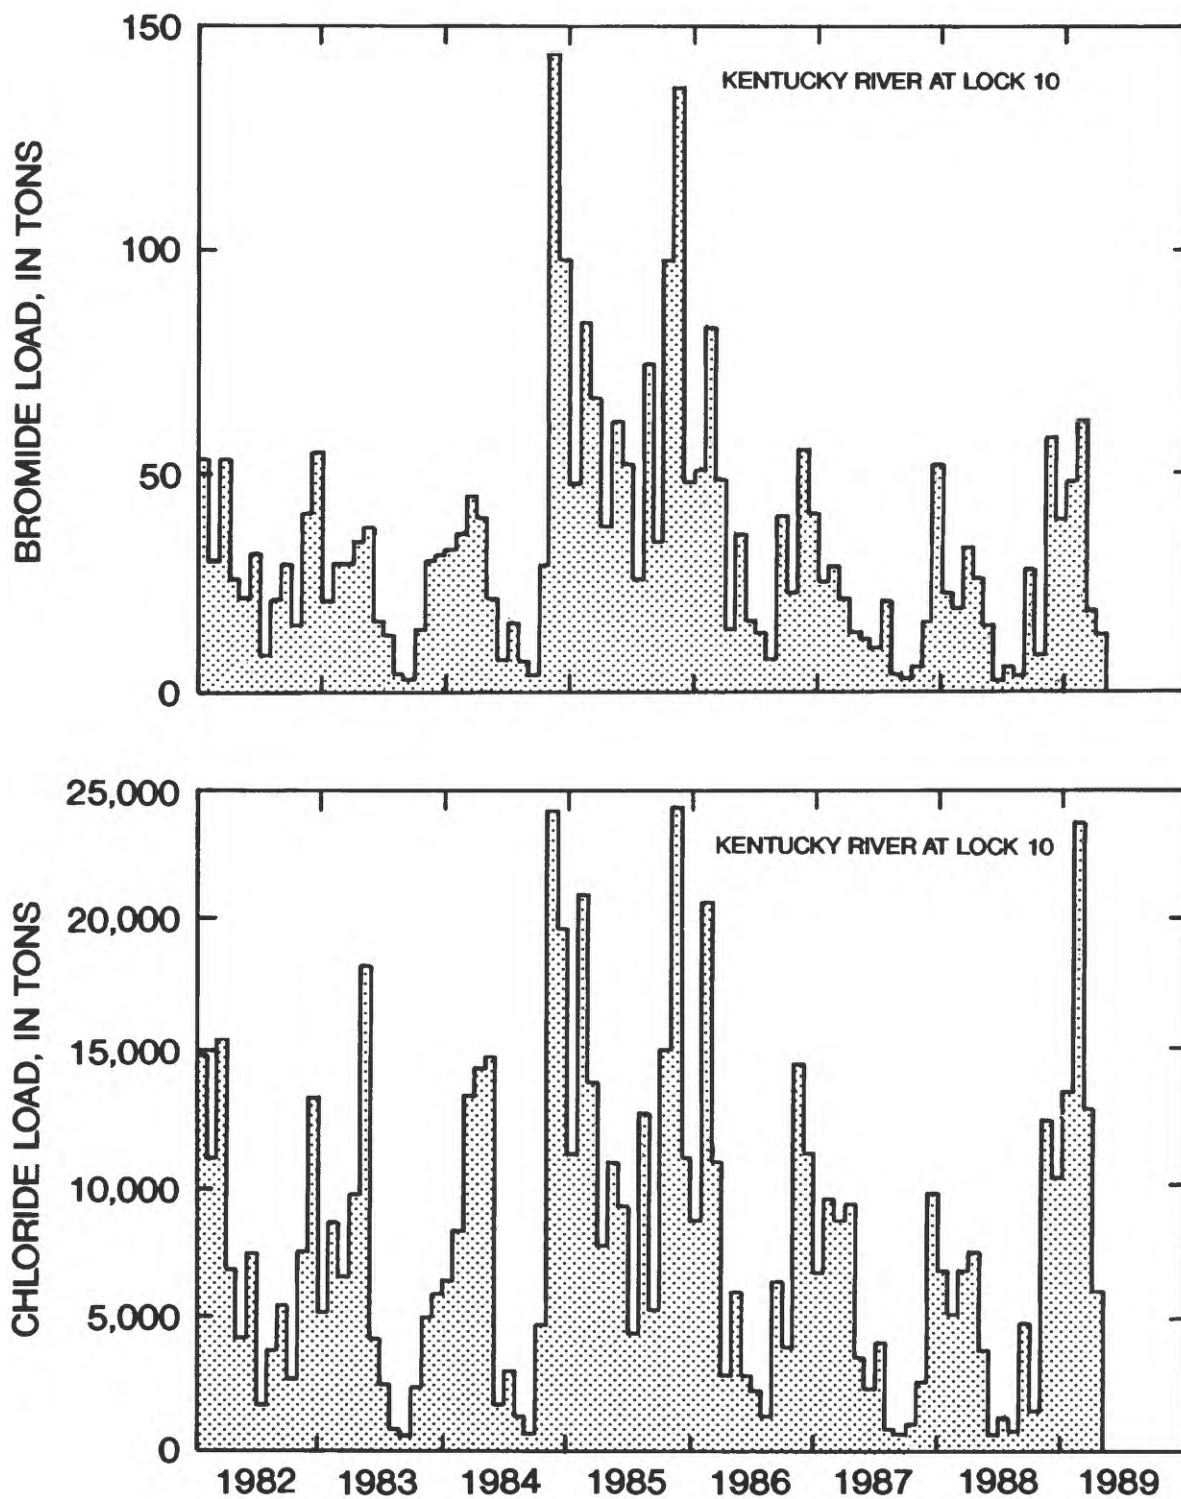 150
KENTUCKY RIVER AT LOCK 10
100
50
0
BROMIDE LOAD, IN TONS
25,000
KENTUCKY RIVER AT LOCK 10
20,000
15,000
10,000
5,000
0
CHLORIDE LOAD, IN TONS
1982 1983 1984 1985 1986 1987 1988 1989